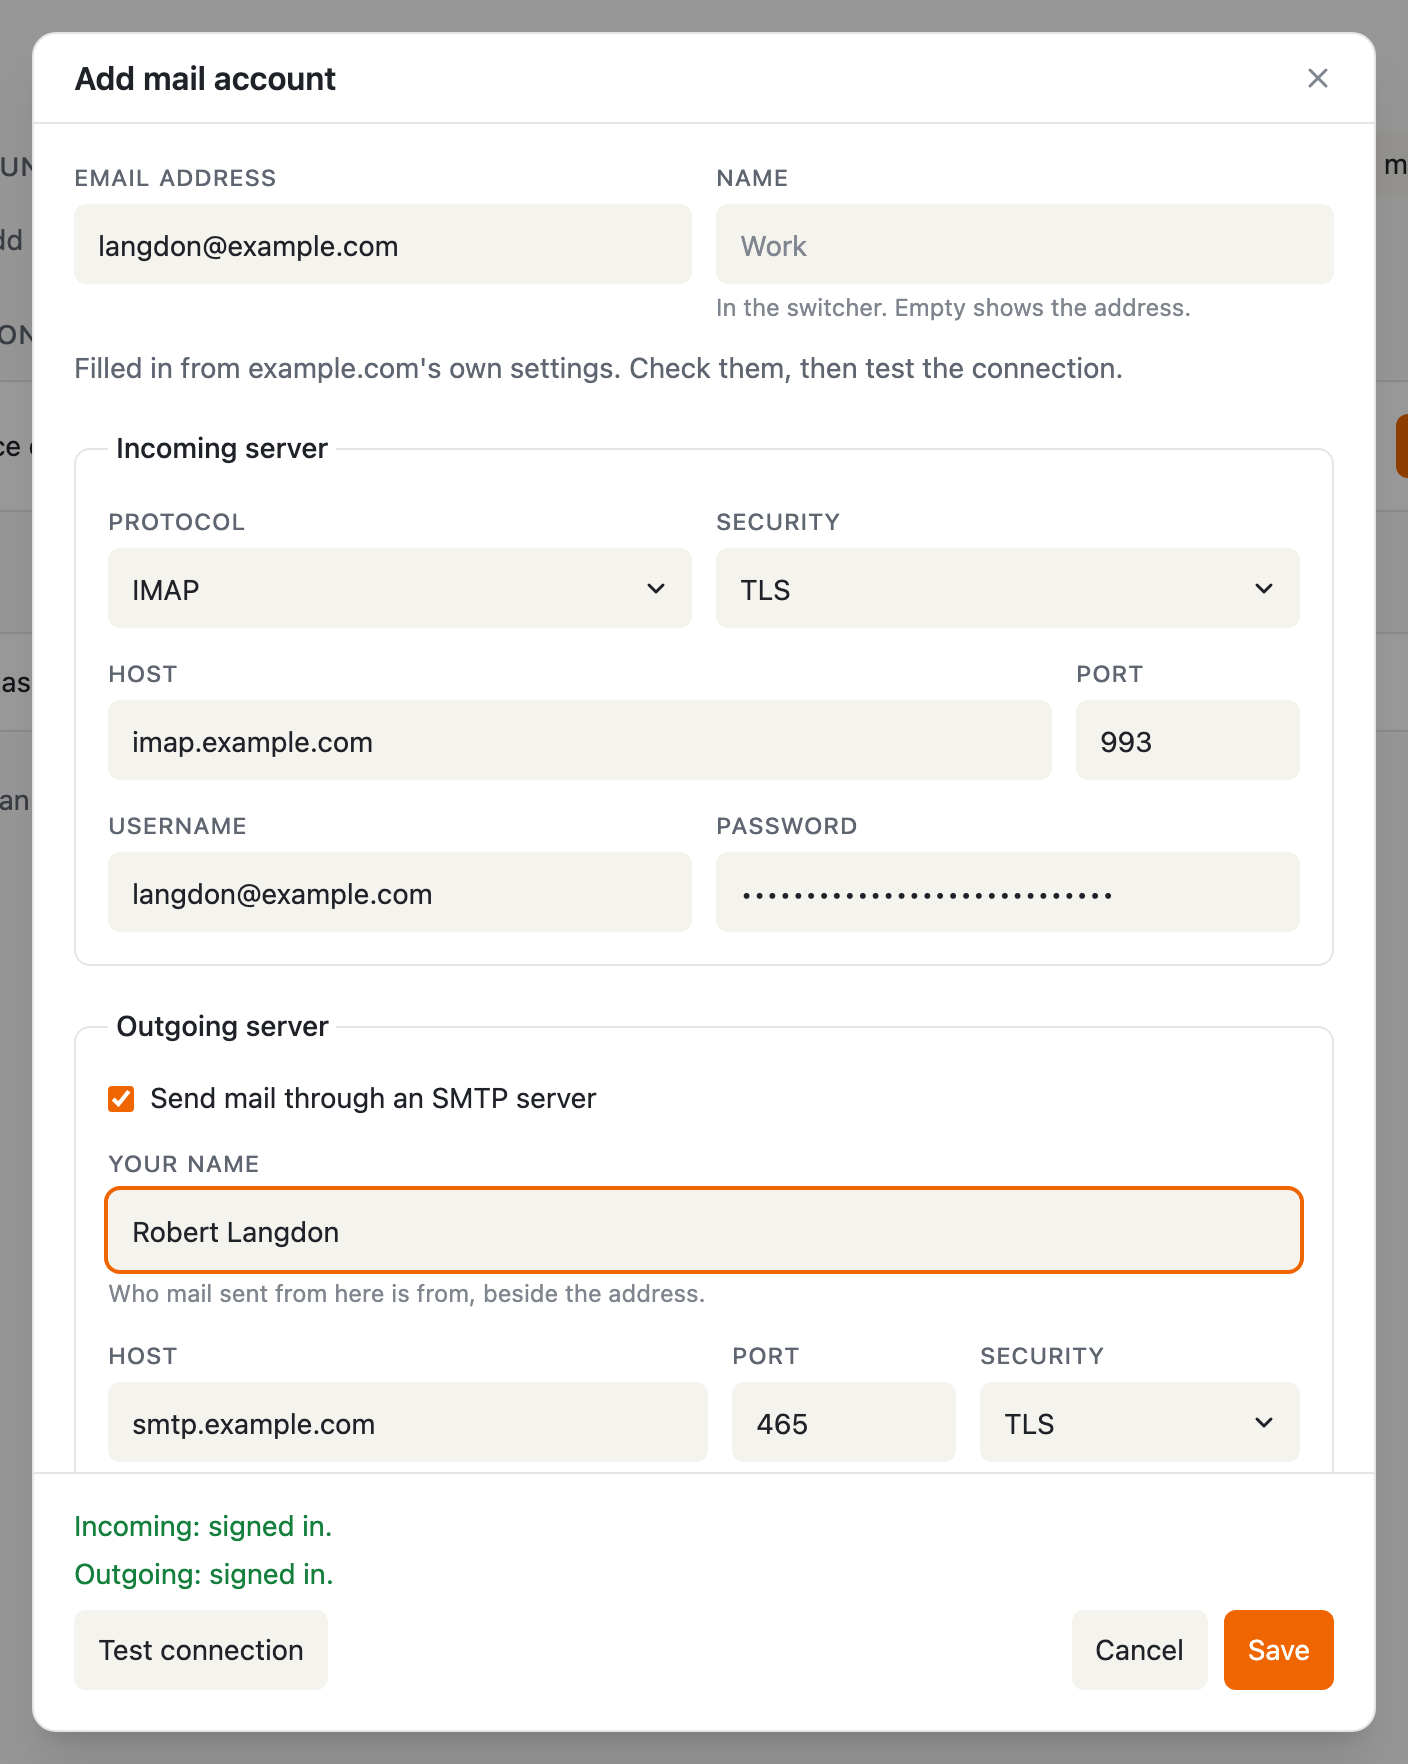 Add mail account
EMAIL ADDRESS
NAME
langdon@example.com
Work
In the switcher. Empty shows the address.
Filled in from example.com's own settings. Check them, then test the connection.
Incoming server
PROTOCOL
SECURITY
IMAP
TLS
HOST
PORT
imap.example.com
993
USERNAME
PASSWORD
langdon@example.com
•••••••••••••••••••••••••••••
Outgoing server
Send mail through an SMTP server
YOUR NAME
Robert Langdon
Who mail sent from here is from, beside the address.
HOST
PORT
SECURITY
smtp.example.com
465
TLS
Incoming: signed in.
Outgoing: signed in.
Test connection
Cancel
Save